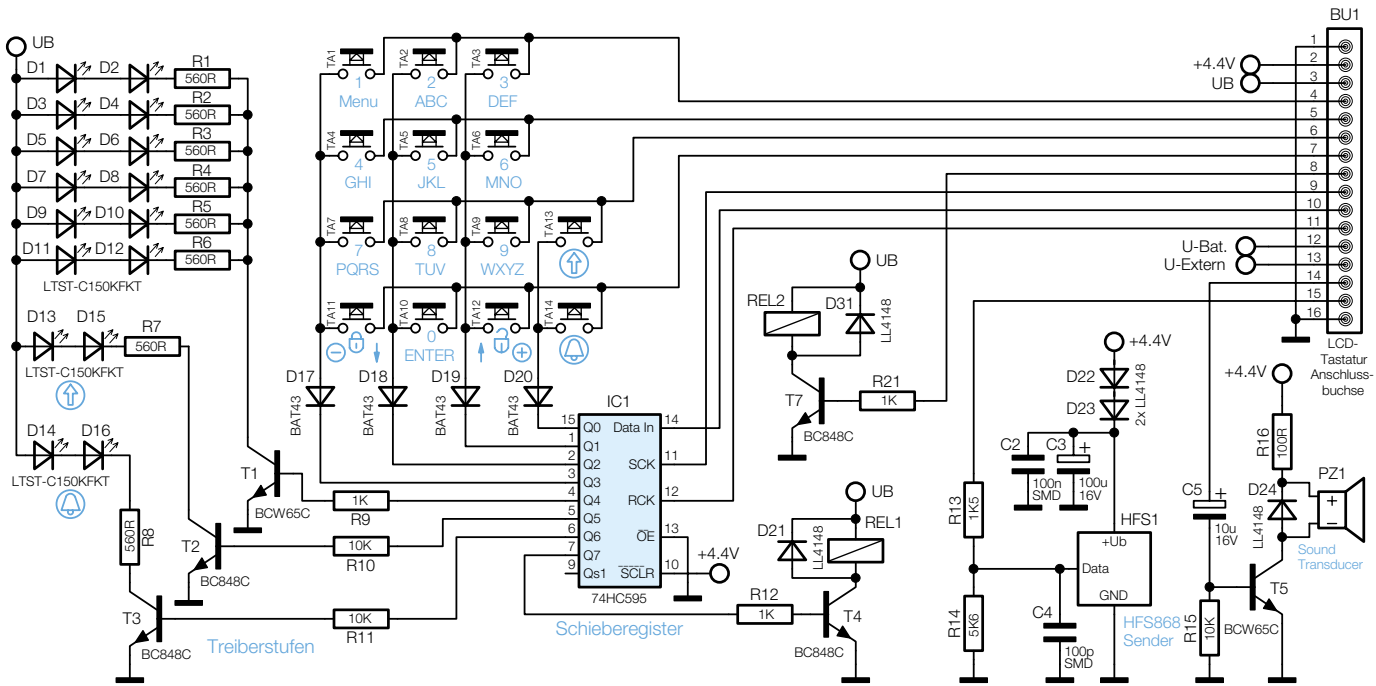 UB
D1 D2 R1
560R
D3 D4 R2
560R
D5 D6 R3
560R
D7 D8 R4
560R
D9 D10 R5
560R
D11 D12 R6
560R
LTST-C150KFKT
D13 D15 R7
560R
LTST-C150KFKT
D14 D16
LTST-C150KFKT
R8
560R
T1
BCW65C
T2
BC848C
T3
BC848C
1K
R9
10K
R10
10K
R11
Treiberstufen
TA1 TA2 TA3
1 2 3
Menu ABC DEF
TA4 TA5 TA6
4 5 6
GHI JKL MNO
TA7 TA8 TA9 TA13
7 8 9
PQRS TUV WXYZ
TA11 TA10 TA12 TA14
0
ENTER
D17 D18 D19 D20
BAT43 BAT43 BAT43 BAT43
IC1
15 Q0 Data In 14
1 Q1
2 Q2 SCK 11
3 Q3
4 Q4 RCK 12
5 Q5
6 Q6 OE 13
7 Q7
9 Qs1 SCLR 10
74HC595
+4.4V
Schieberegister
R12
1K
T4
BC848C
D21
LL4148
UB
REL1
UB
REL2
D31
LL4148
T7
BC848C
R21
1K
+4.4V
D22
D23
2x LL4148
C2
100n
SMD
C3
+
100u
16V
R13
1K5
R14
5K6
C4
100p
SMD
HFS1
+Ub
Data
GND
HFS868
Sender
C5
+
10u
16V
R15
10K
T5
BCW65C
+4.4V
R16
100R
D24
LL4148
PZ1
+
−
Sound
Transducer
BU1
1
+4.4V 2
UB 3
4
5
6
7
8
9
10
11
U-Bat. 12
U-Extern 13
14
15
16
LCD-
Tastatur
Anschluss-
buchse